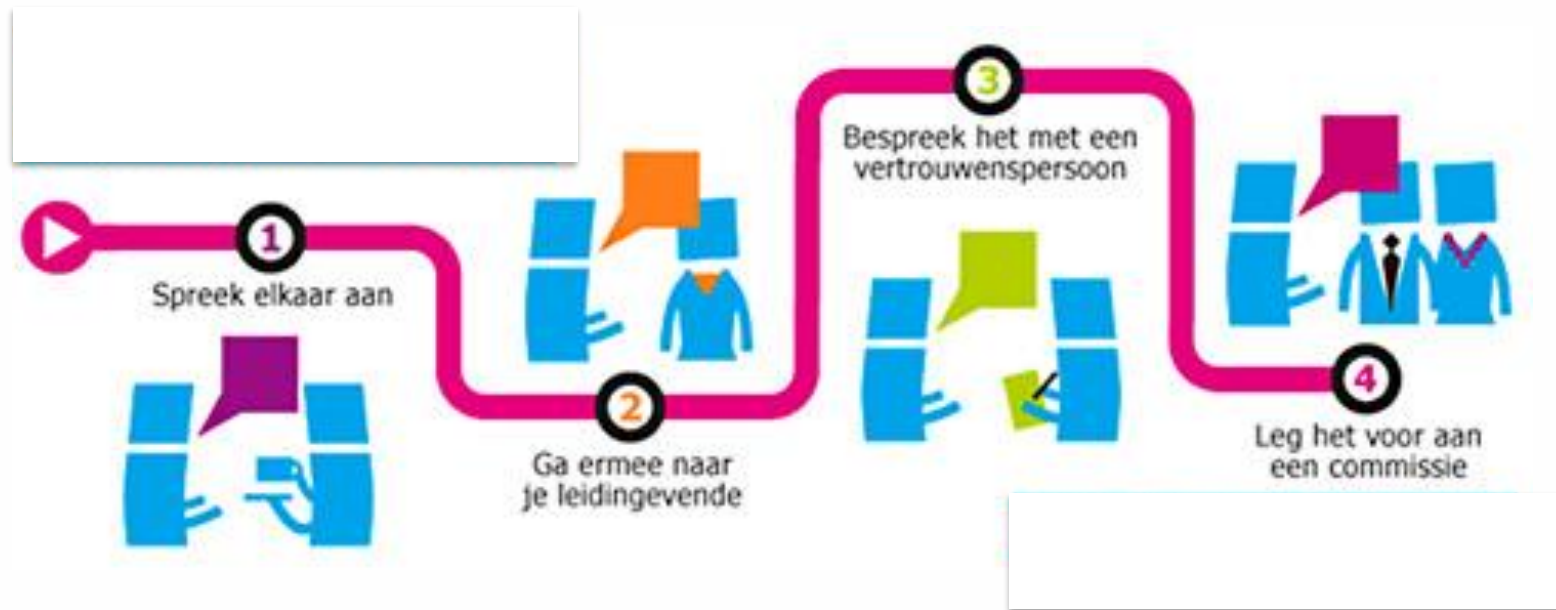 1
Spreek elkaar aan
2
Ga ermee naar
je leidingevende
3
Bespreek het met een
vertrouwenspersoon
4
Leg het voor aan
een commissie